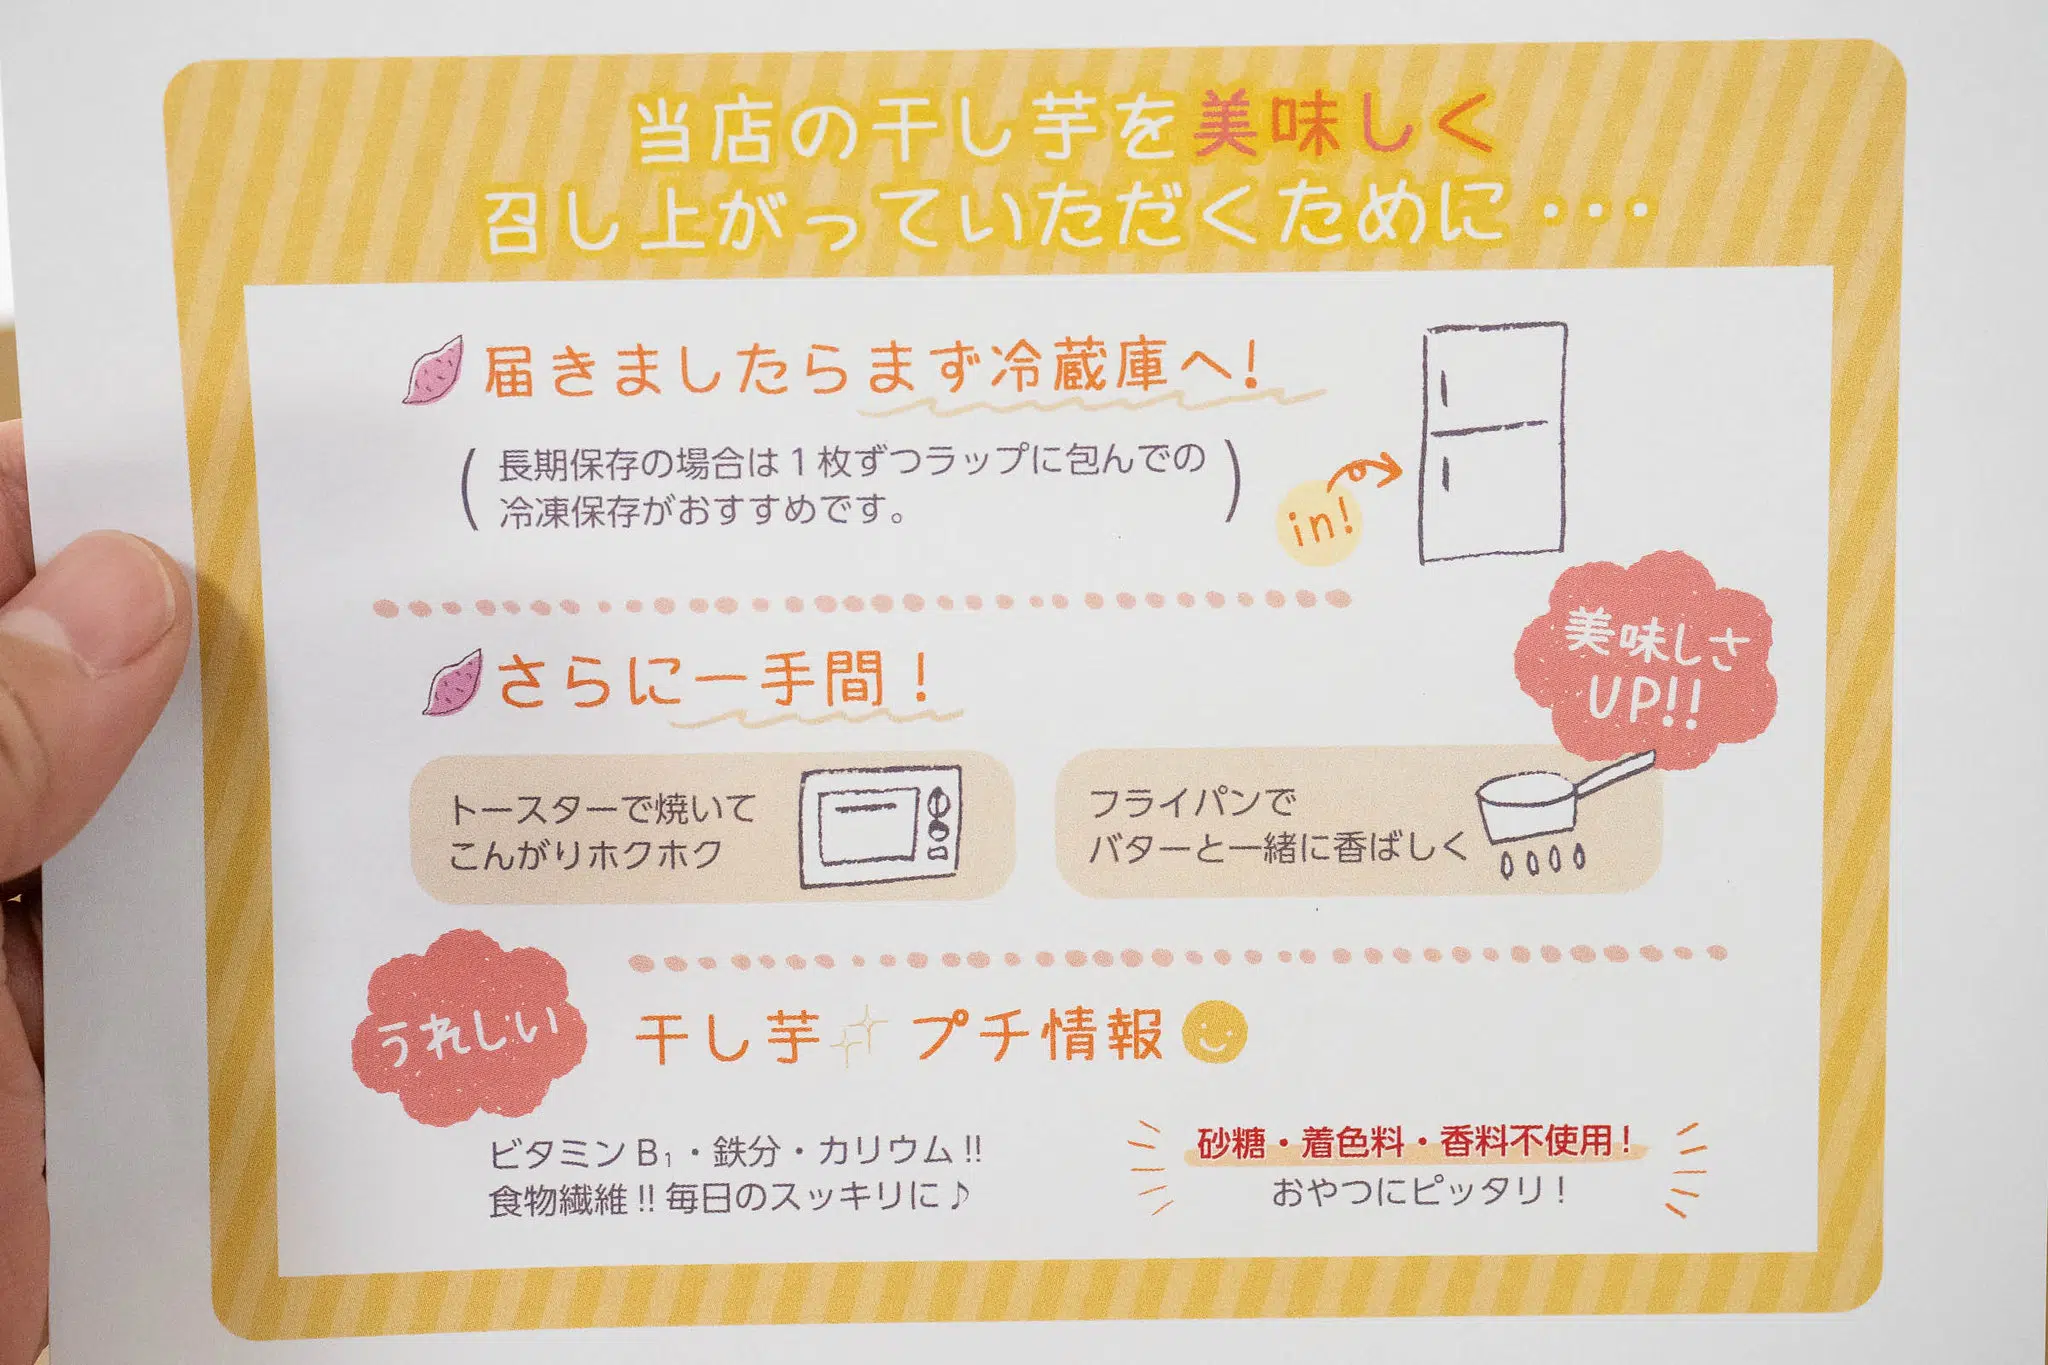 当店の干し芋を美味しく
召し上がっていただくために・・・
届きましたらまず冷蔵庫へ!
(長期保存の場合は1枚ずつラップに包んでの
冷凍保存がおすすめです。)
in!
さらに一手間!
美味しさ
UP!!
トースターで焼いて
こんがりホクホク
フライパンで
バターと一緒に香ばしく
うれしい
干し芋 プチ情報
ビタミンB₁・鉄分・カリウム!!
食物繊維!!毎日のスッキリに♪
砂糖・着色料・香料不使用!
おやつにピッタリ!